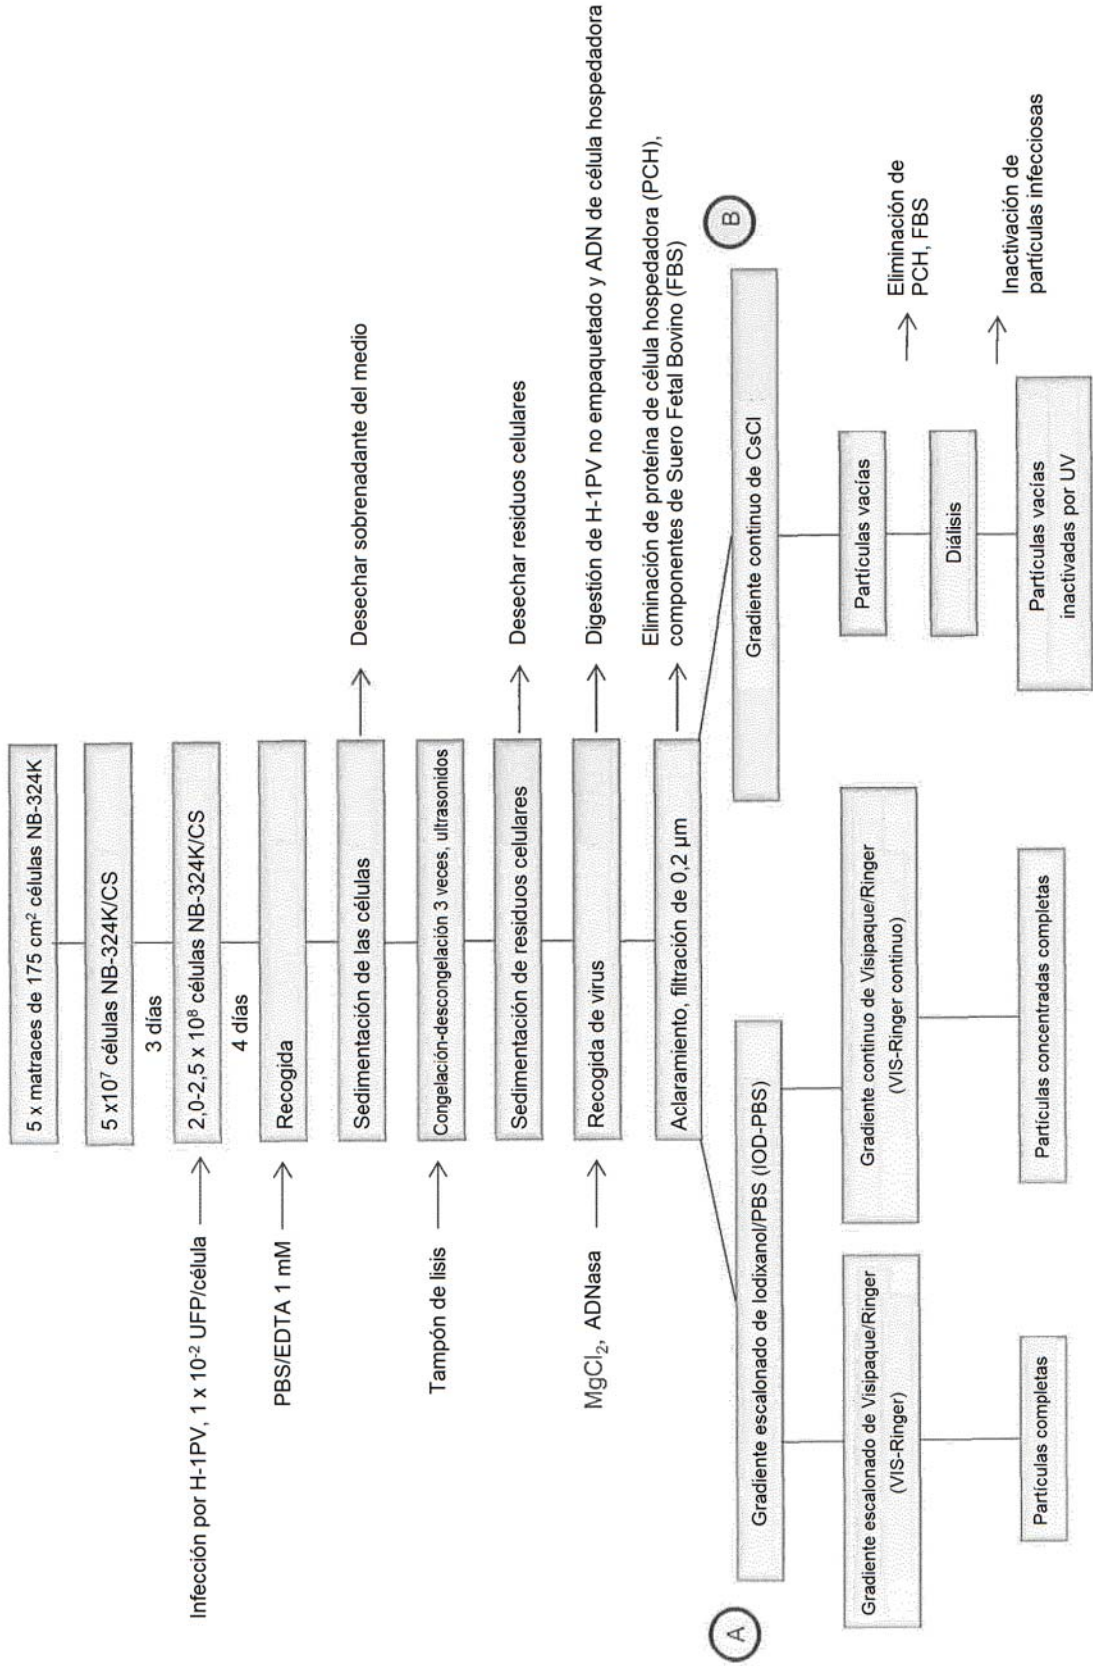 5 x matraces de 175 cm² células NB-324K
5 x10⁷ células NB-324K/CS
3 días
Infección por H-1PV, 1 x 10⁻² UFP/célula
2,0-2,5 x 10⁸ células NB-324K/CS
4 días
PBS/EDTA 1 mM
Recogida
Sedimentación de las células
Desechar sobrenadante del medio
Tampón de lisis
Congelación-descongelación 3 veces, ultrasonidos
Sedimentación de residuos celulares
Desechar residuos celulares
MgCl₂, ADNasa
Recogida de virus
Digestión de H-1PV no empaquetado y ADN de célula hospedadora
Aclaramiento, filtración de 0,2 µm
Eliminación de proteína de célula hospedadora (PCH),
componentes de Suero Fetal Bovino (FBS)
A
Gradiente escalonado de Iodixanol/PBS (IOD-PBS)
Gradiente escalonado de Visipaque/Ringer
(VIS-Ringer)
Partículas completas
Gradiente continuo de Visipaque/Ringer
(VIS-Ringer continuo)
Partículas concentradas completas
B
Gradiente continuo de CsCl
Partículas vacías
Eliminación de
PCH, FBS
Diálisis
Inactivación de
partículas infecciosas
Partículas vacías
inactivadas por UV